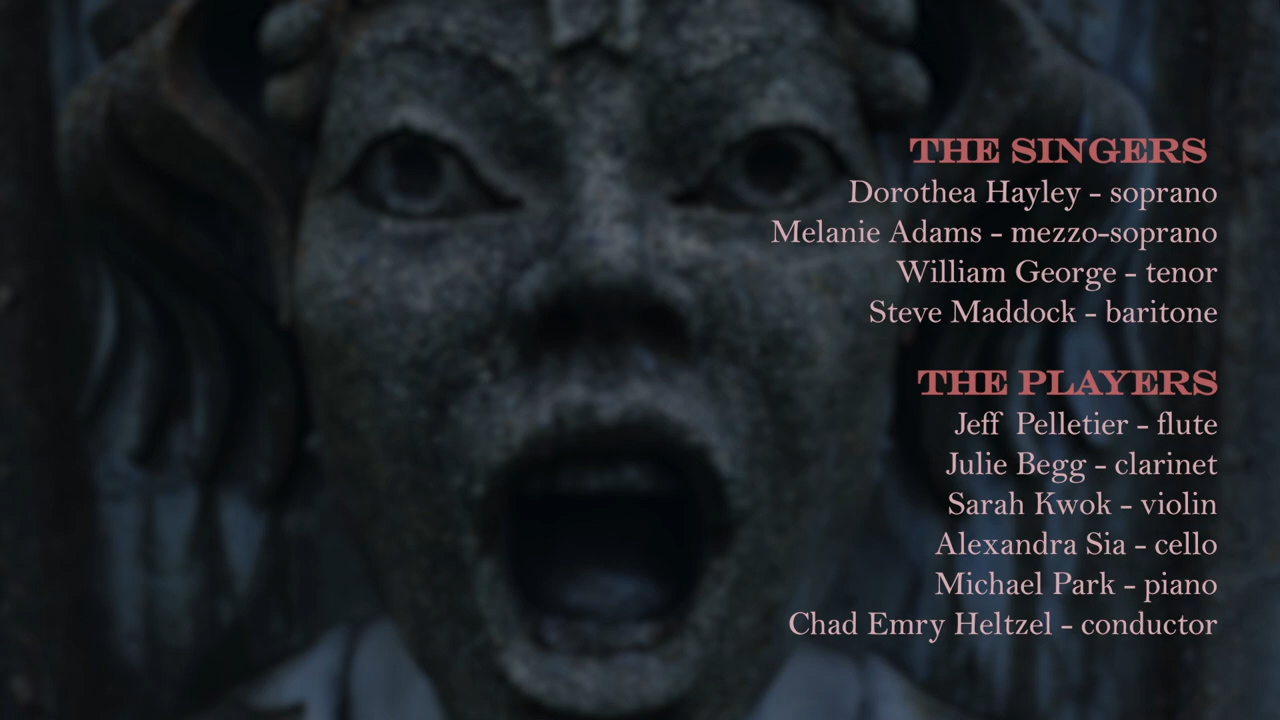 THE SINGERS
Dorothea Hayley - soprano
Melanie Adams - mezzo-soprano
William George - tenor
Steve Maddock - baritone
THE PLAYERS
Jeff Pelletier - flute
Julie Begg - clarinet
Sarah Kwok - violin
Alexandra Sia - cello
Michael Park - piano
Chad Emry Heltzel - conductor